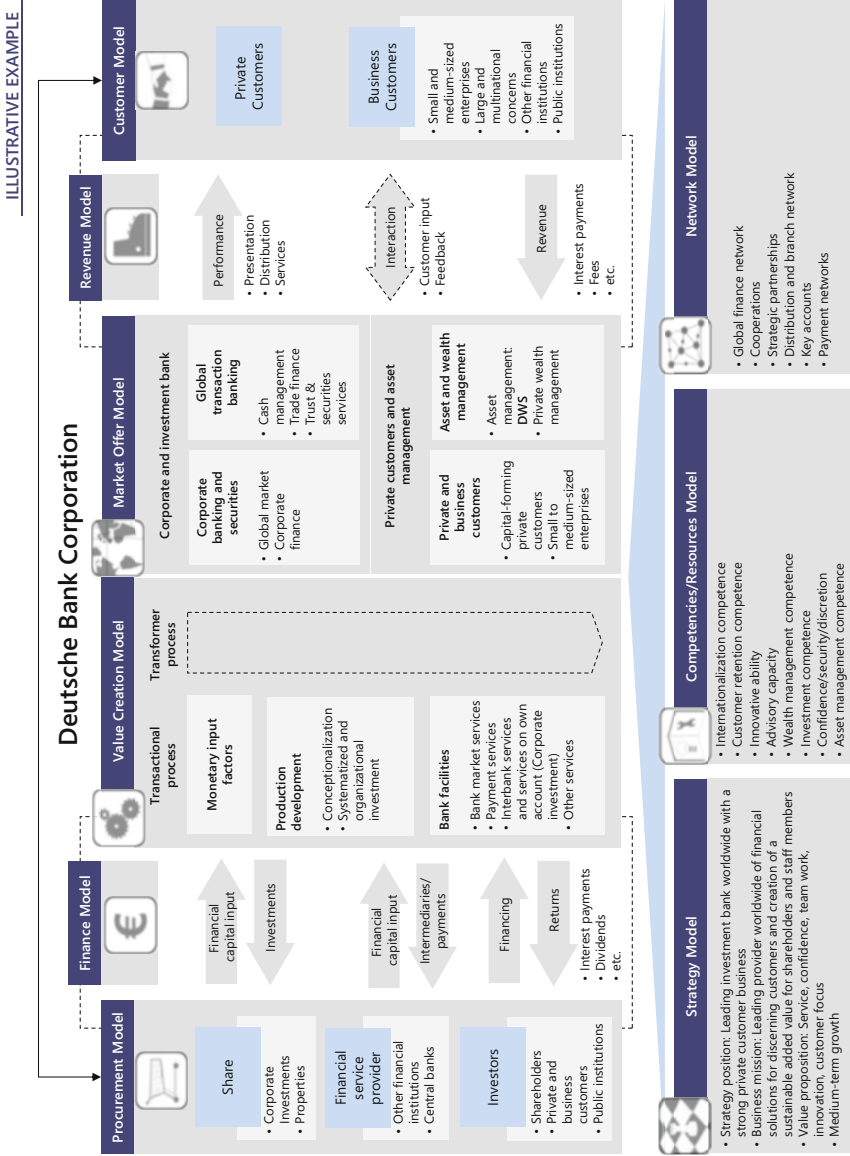 ILLUSTRATIVE EXAMPLE
Deutsche Bank Corporation
Procurement Model
Share
• Corporate
Investments
• Properties
Financial
service
provider
• Other financial
institutions
• Central banks
Investors
• Shareholders
• Private and
business
customers
• Public institutions
Finance Model
€
Financial
capital input
Investments
Financial
capital input
Intermediaries/
payments
Financing
Returns
• Interest payments
• Dividends
• etc.
Value Creation Model
Transactional
process
Transformer
process
Monetary input
factors
Production
development
• Conceptionalization
• Systematized and
organizational
investment
Bank facilities
• Bank market services
• Payment services
• Interbank services
and services on own
account (Corporate
investment)
• Other services
Market Offer Model
Corporate and investment bank
Corporate
banking and
securities
• Global market
• Corporate
finance
Global
transaction
banking
• Cash
management
• Trade finance
• Trust &
securities
services
Private customers and asset
management
Private and
business
customers
• Capital-forming
private
customers
• Small to
medium-sized
enterprises
Asset and wealth
management
• Asset
management:
DWS
• Private wealth
management
Revenue Model
Performance
• Presentation
• Distribution
• Services
Interaction
• Customer input
• Feedback
Revenue
• Interest payments
• Fees
• etc.
Customer Model
Private
Customers
Business
Customers
• Small and
medium-sized
enterprises
• Large and
multinational
concerns
• Other financial
institutions
• Public institutions
Strategy Model
• Strategy position: Leading investment bank worldwide with a
strong private customer business
• Business mission: Leading provider worldwide of financial
solutions for discerning customers and creation of a
sustainable added value for shareholders and staff members
• Value proposition: Service, confidence, team work,
innovation, customer focus
• Medium-term growth
Competencies/Resources Model
• Internationalization competence
• Customer retention competence
• Innovative ability
• Advisory capacity
• Wealth management competence
• Investment competence
• Confidence/security/discretion
• Asset management competence
Network Model
• Global finance network
• Cooperations
• Strategic partnerships
• Distribution and branch network
• Key accounts
• Payment networks